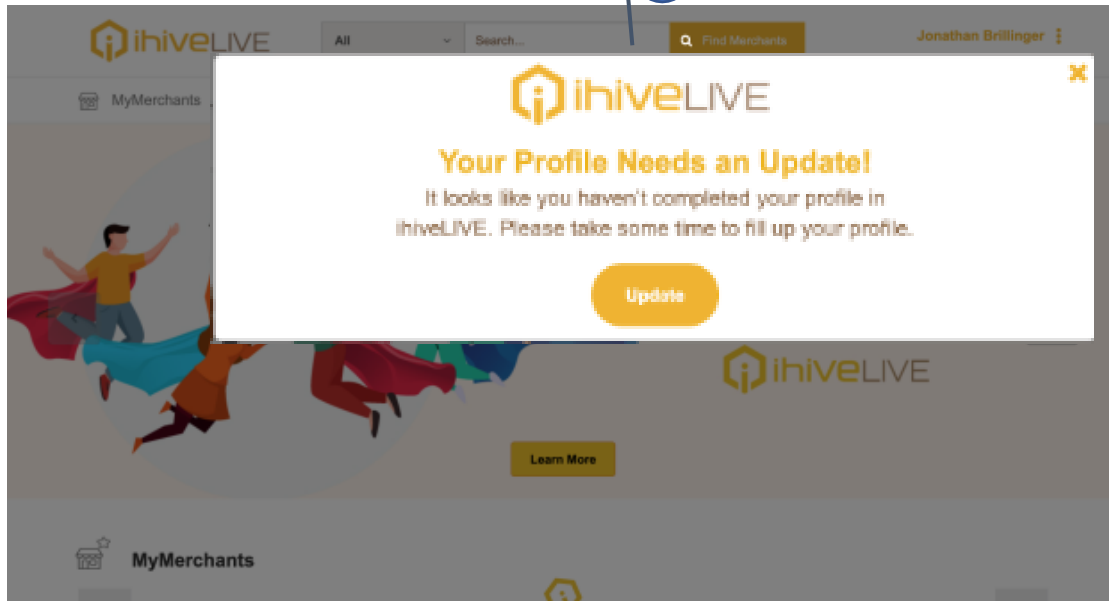 ihiveLIVE
All
Search...
Find Merchants
Jonathan Brillinger
MyMerchants
ihiveLIVE
Your Profile Needs an Update!
It looks like you haven't completed your profile in
ihiveLIVE. Please take some time to fill up your profile.
Update
ihiveLIVE
Learn More
MyMerchants